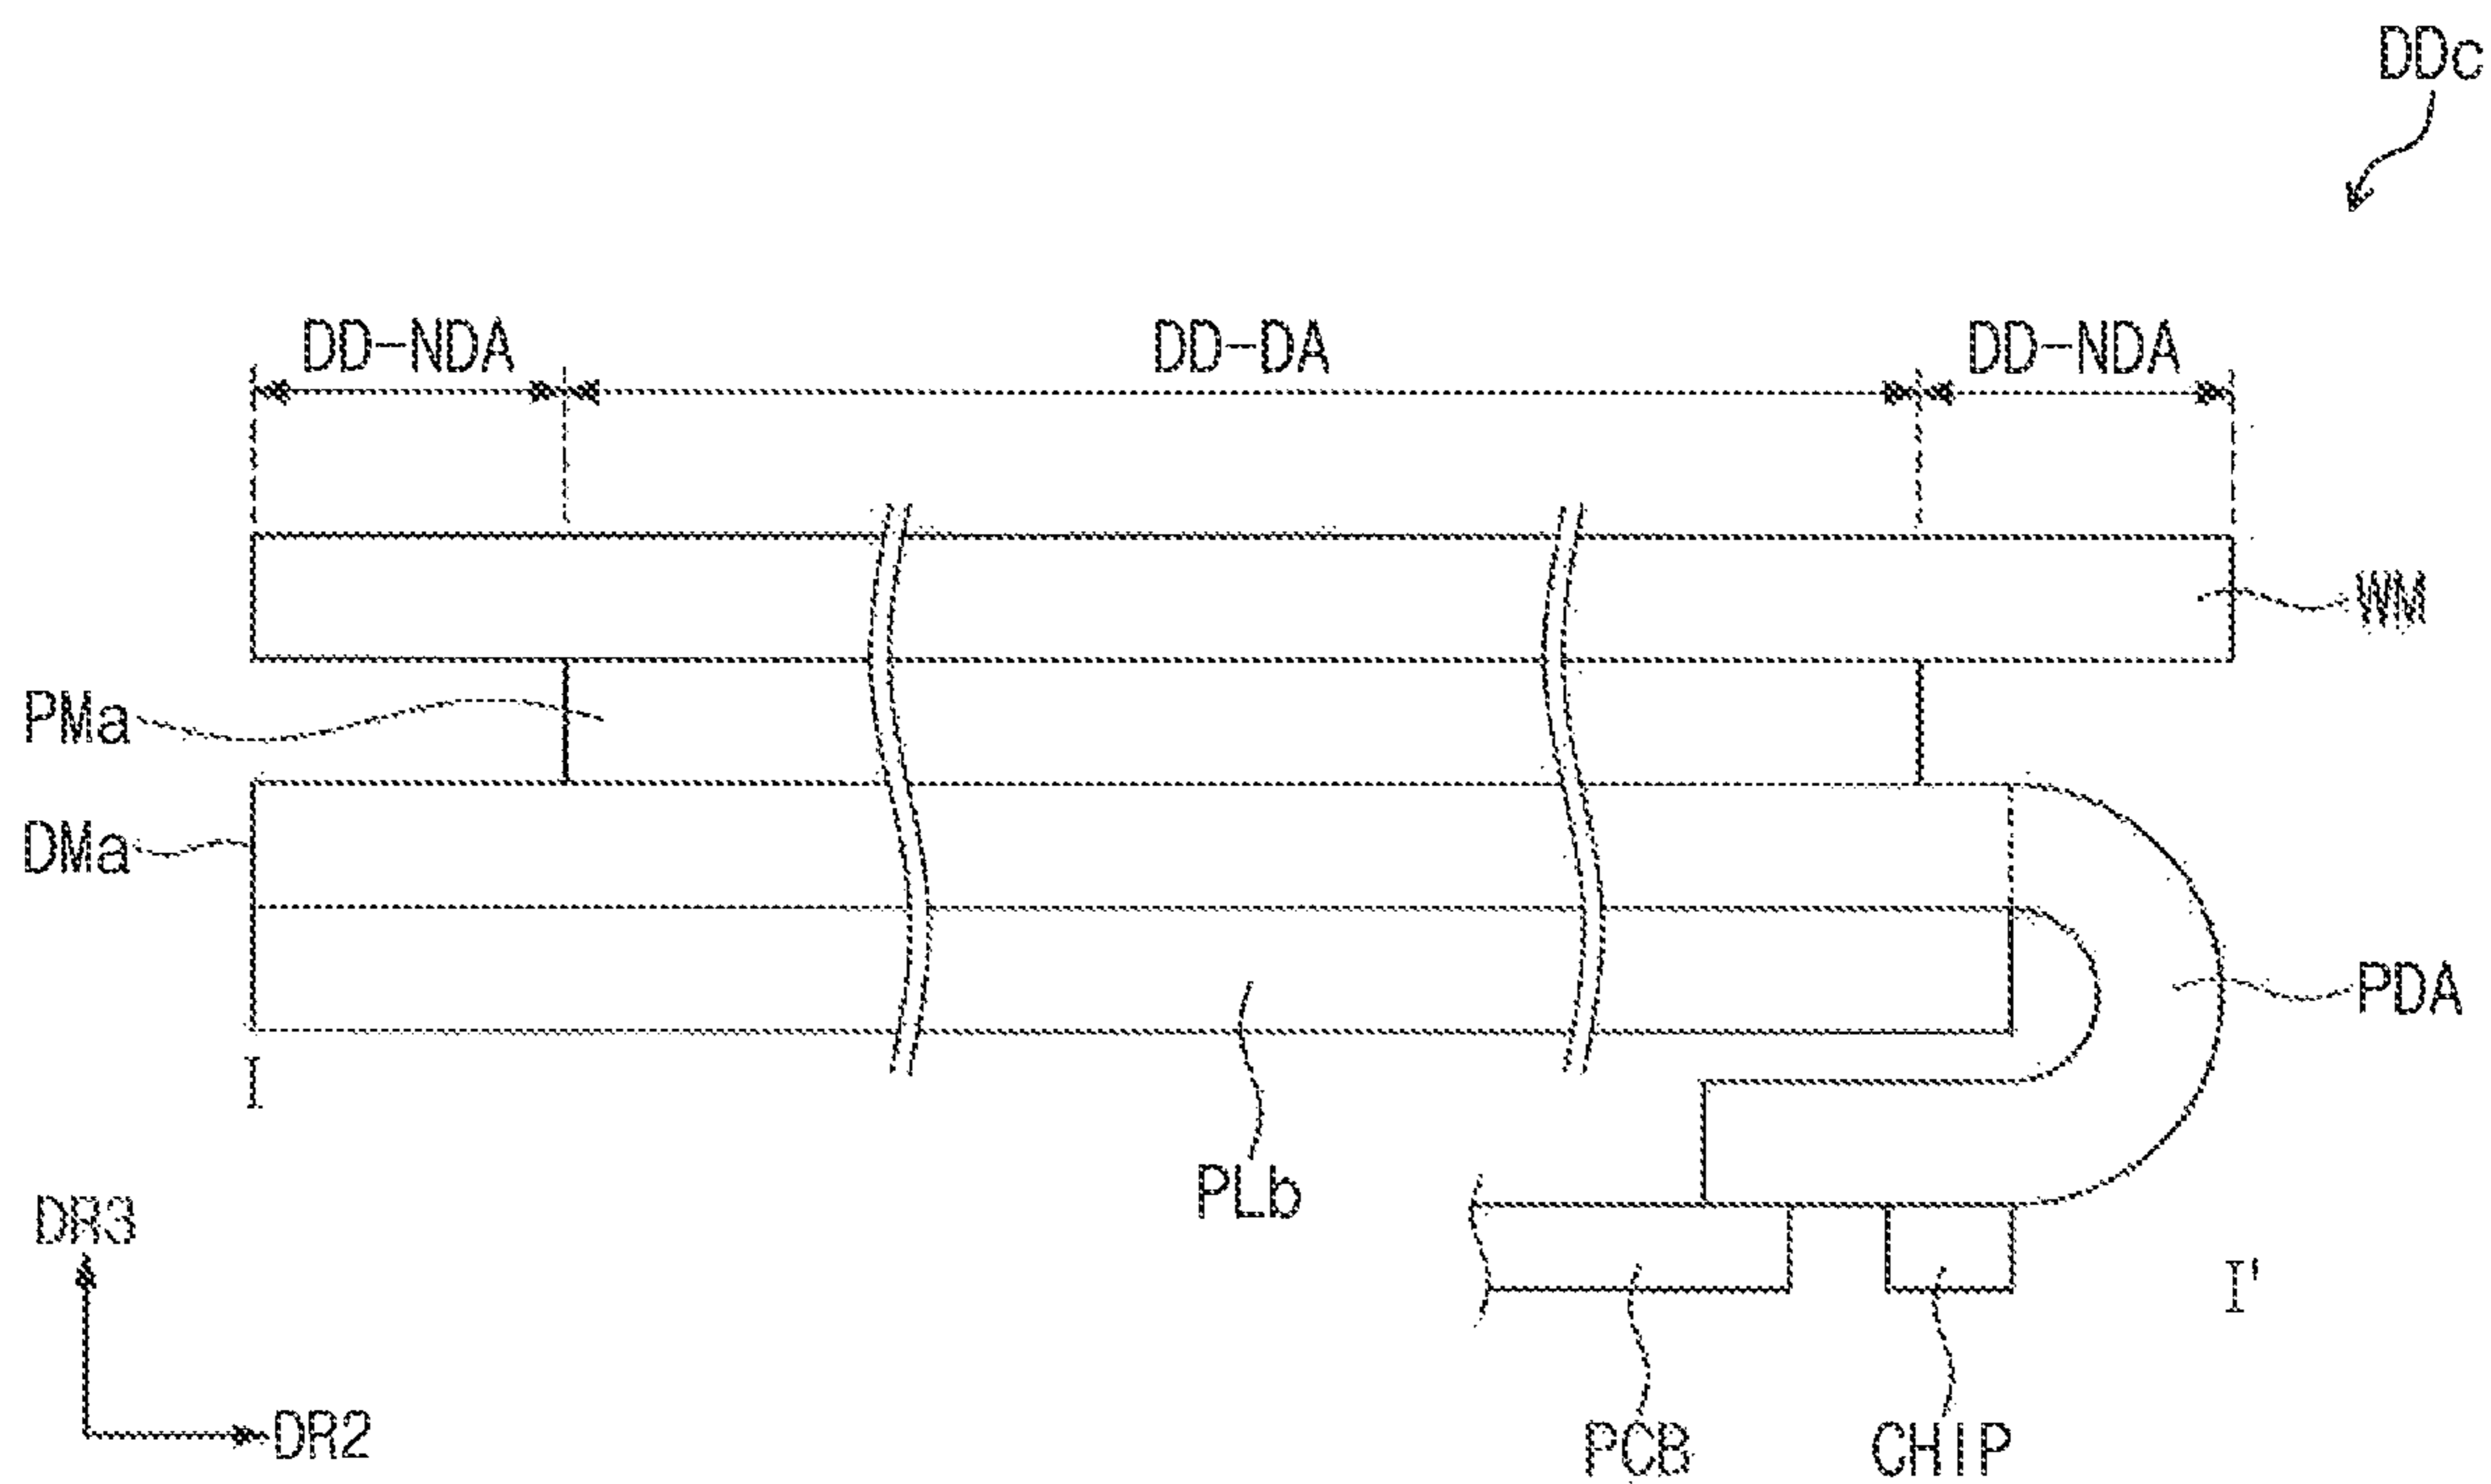 DDc
DD-NDA
DD-DA
DD-NDA
WM
PMa
DMa
PDA
I
PLb
DR3
I'
DR2
PCB
CHIP